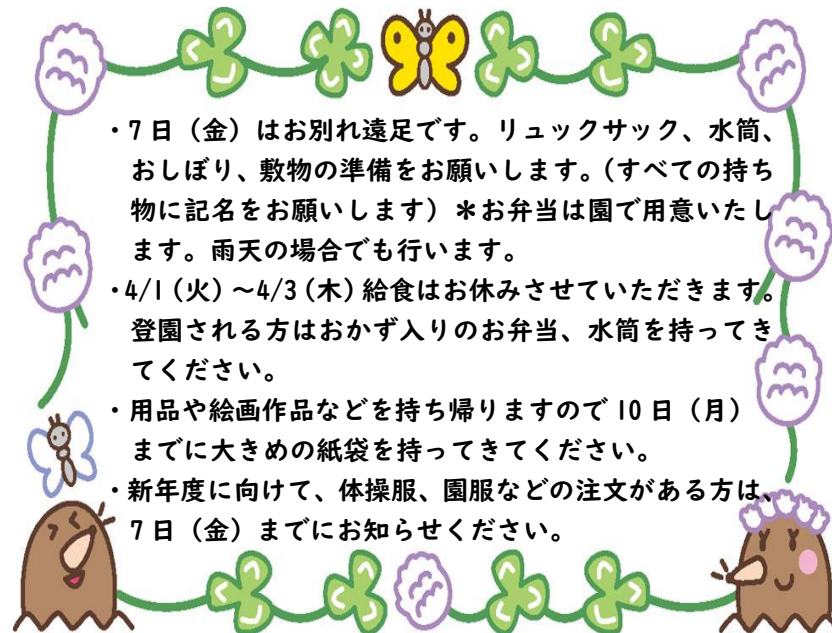 ・7日（金）はお別れ遠足です。リュックサック、水筒、
おしぼり、敷物の準備をお願いします。（すべての持ち
物に記名をお願いします）＊お弁当は園で用意いたし
ます。雨天の場合でも行います。
・4/1（火）～4/3（木）給食はお休みさせていただきます。
登園される方はおかず入りのお弁当、水筒を持ってき
てください。
・用品や絵画作品などを持ち帰りますので10日（月）
までに大きめの紙袋を持ってきてください。
・新年度に向けて、体操服、園服などの注文がある方は、
7日（金）までにお知らせください。